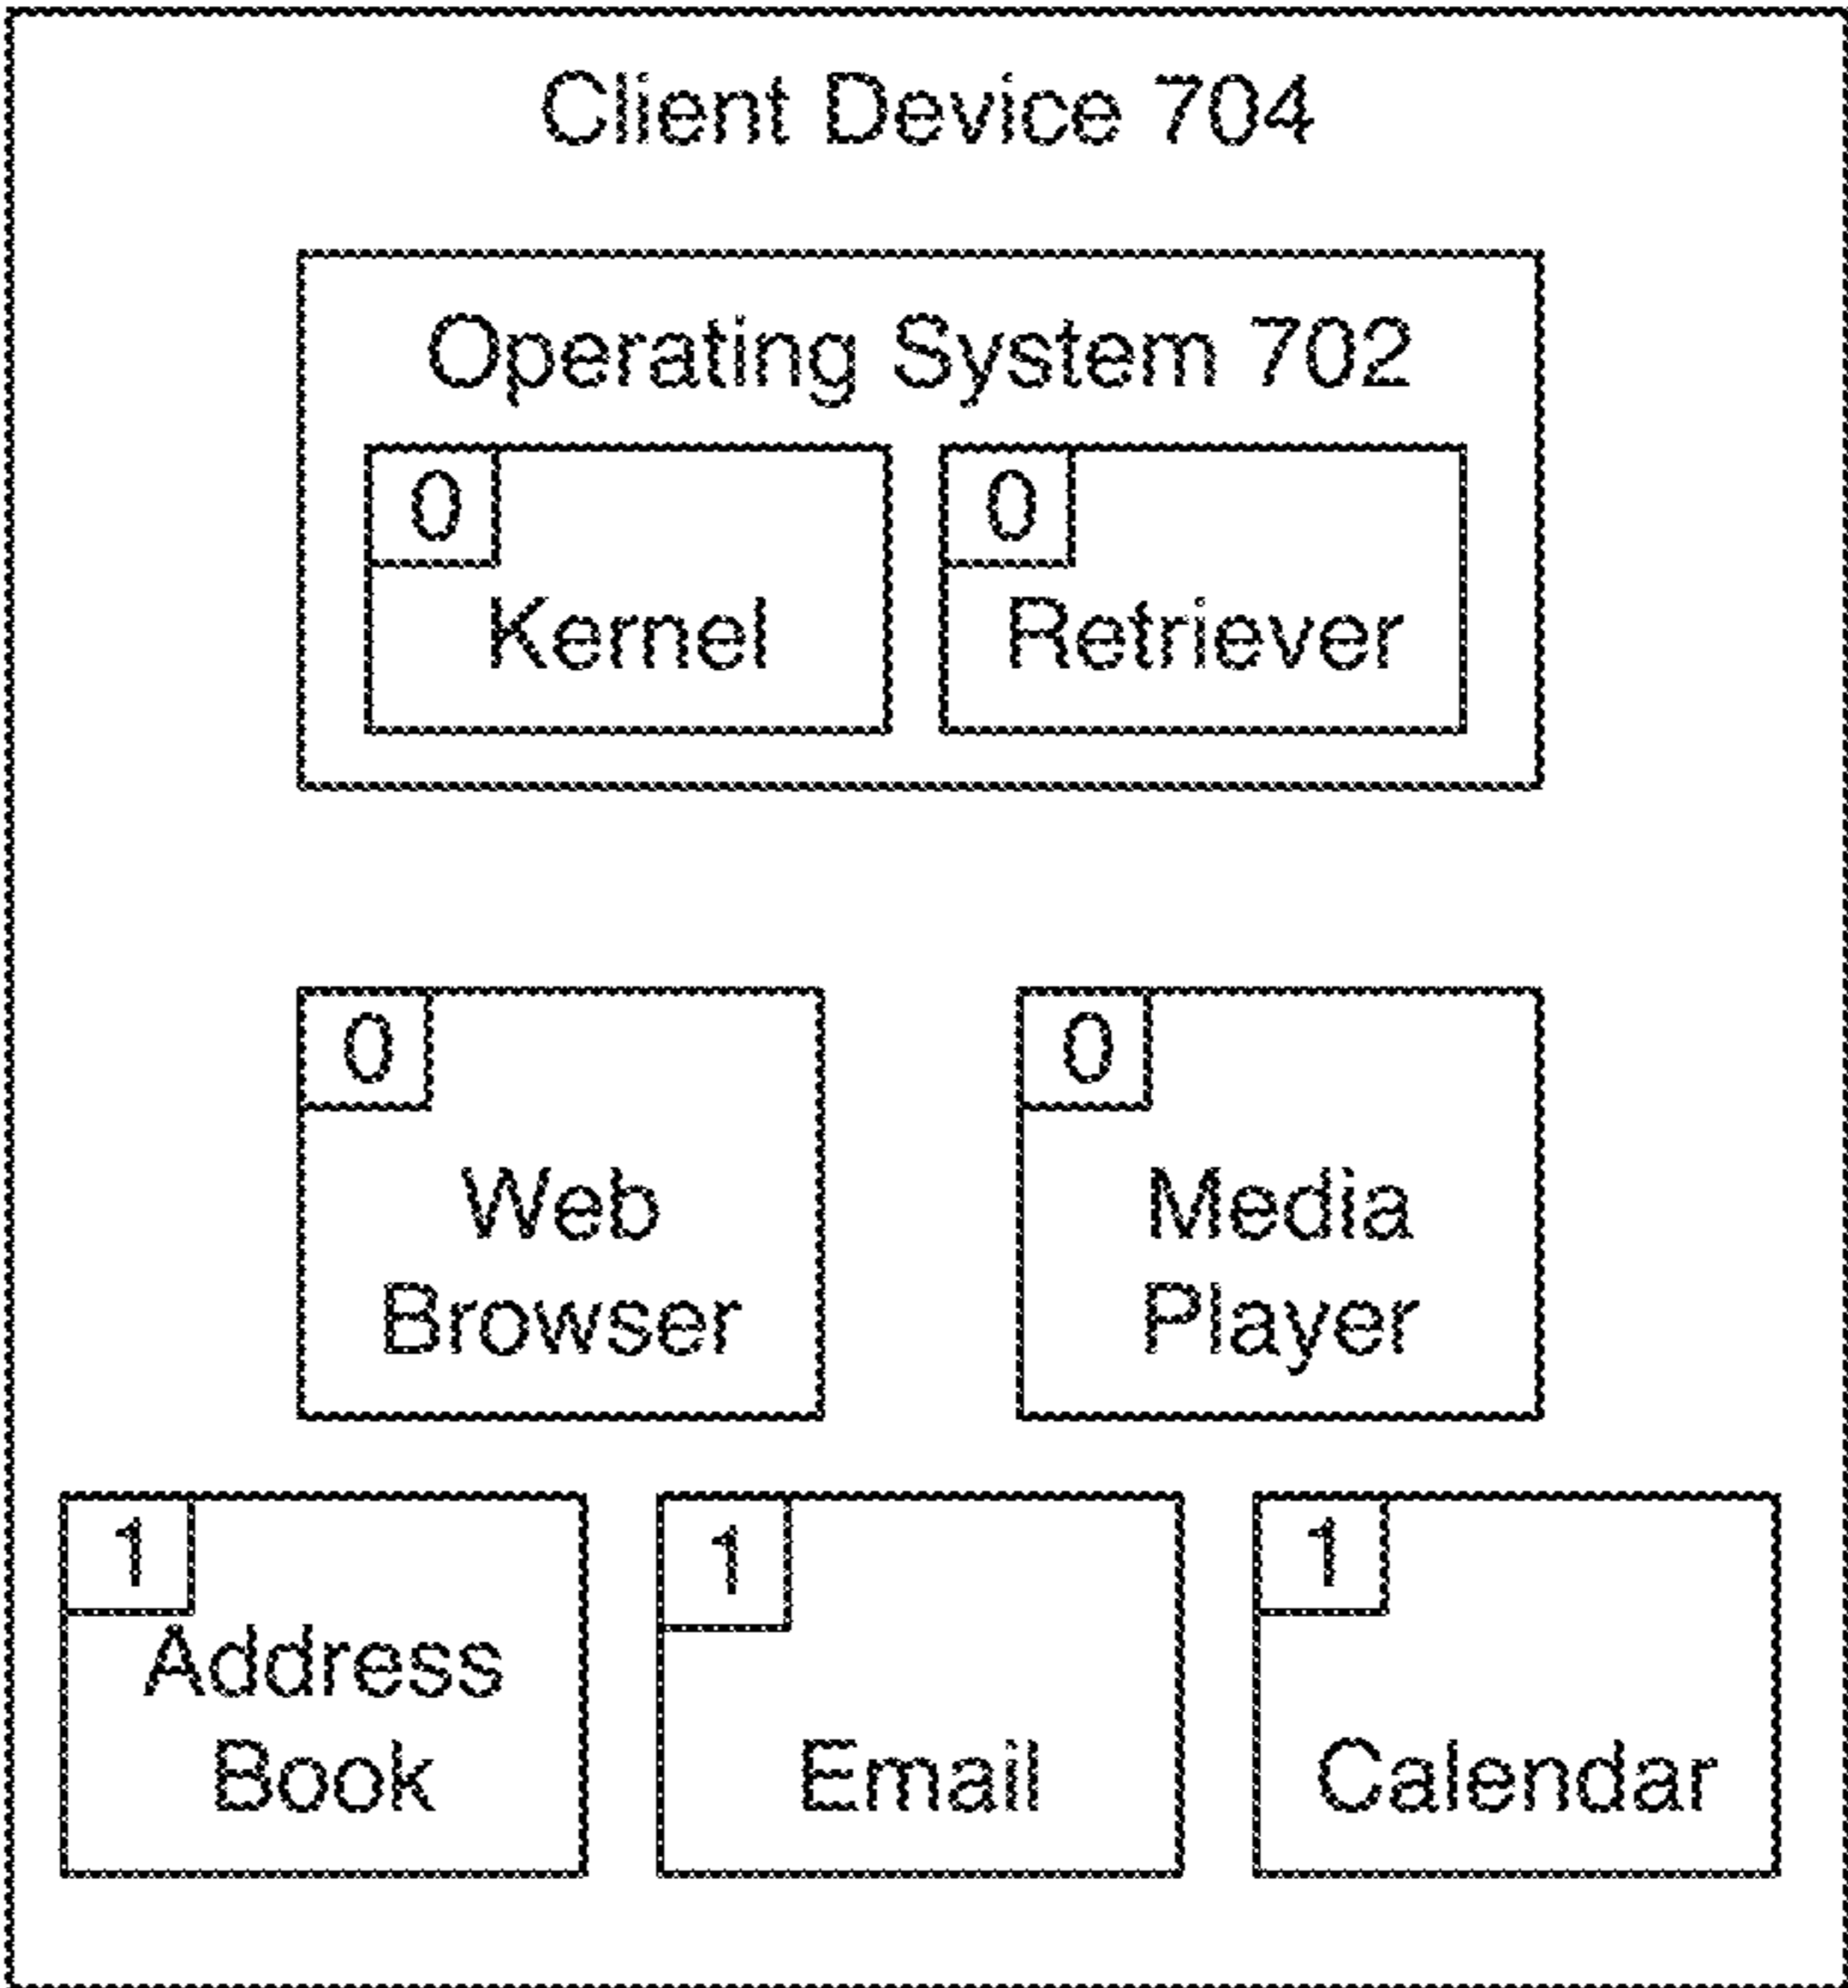 Client Device 704
Operating System 702
0 0
Kernel Retriever
0 0
Web Media
Browser Player
1 1 1
Address
Book Email Calendar